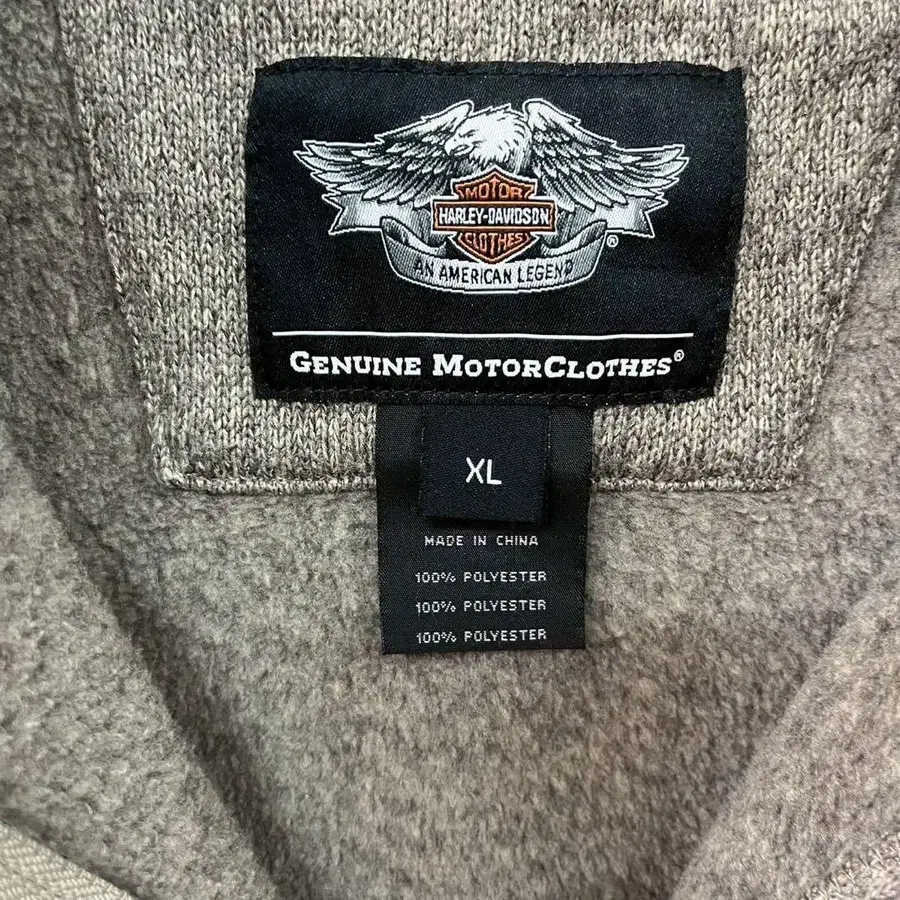 MOTOR
HARLEY-DAVIDSON
CLOTHES
®
AN AMERICAN LEGEND
GENUINE MOTORCLOTHES®
XL
MADE IN CHINA
100% POLYESTER
100% POLYESTER
100% POLYESTER